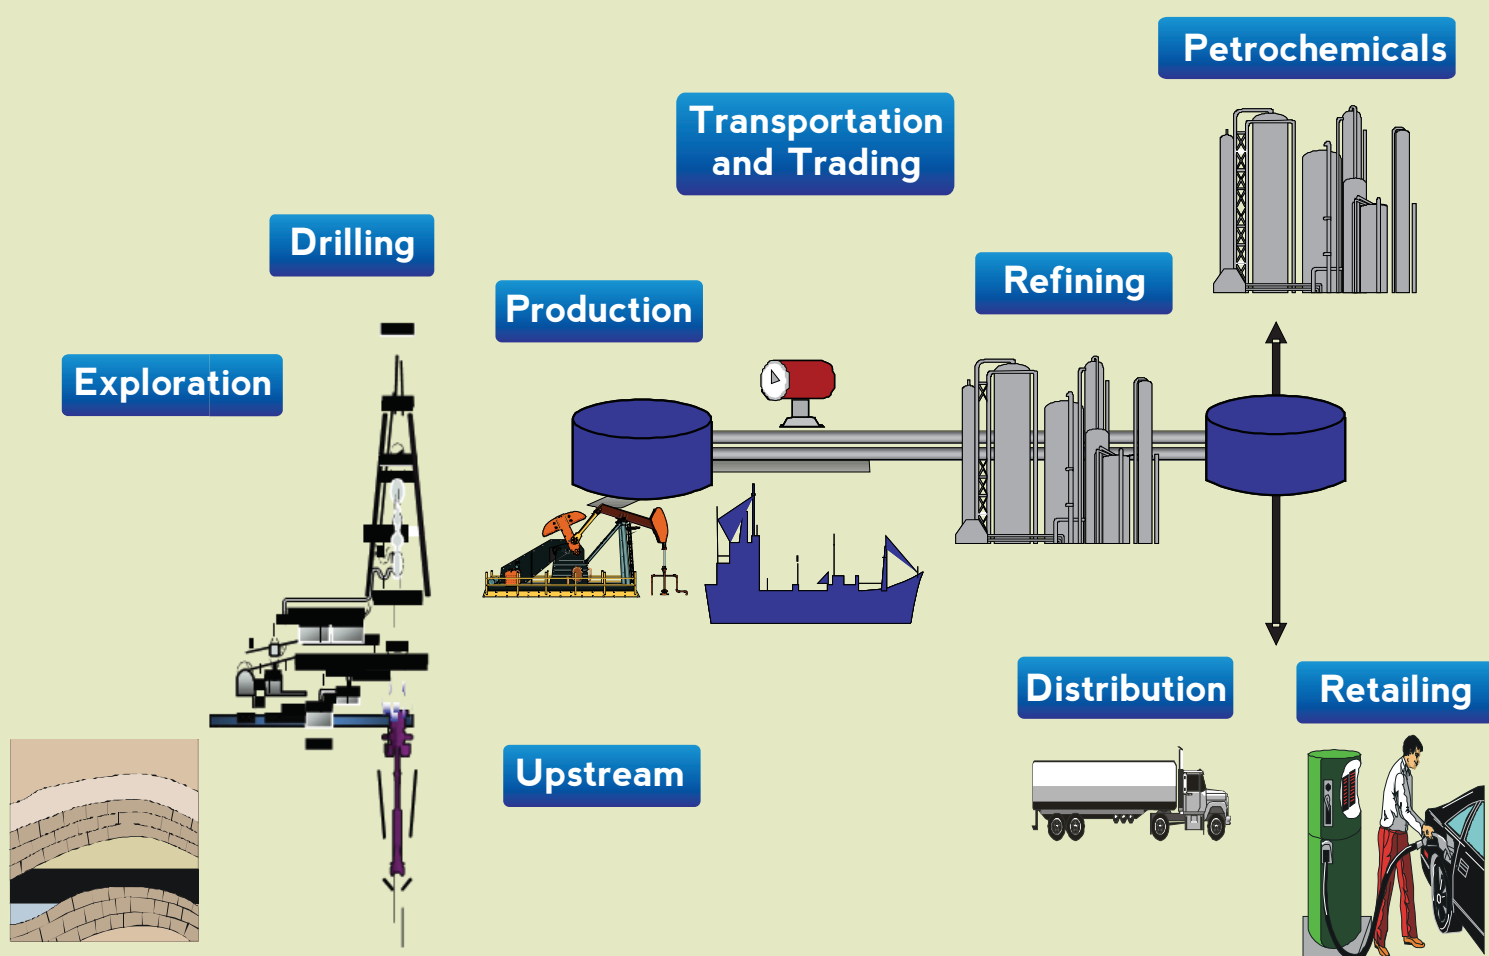 Petrochemicals
Transportation
and Trading
Drilling
Refining
Production
Exploration
Distribution
Retailing
Upstream